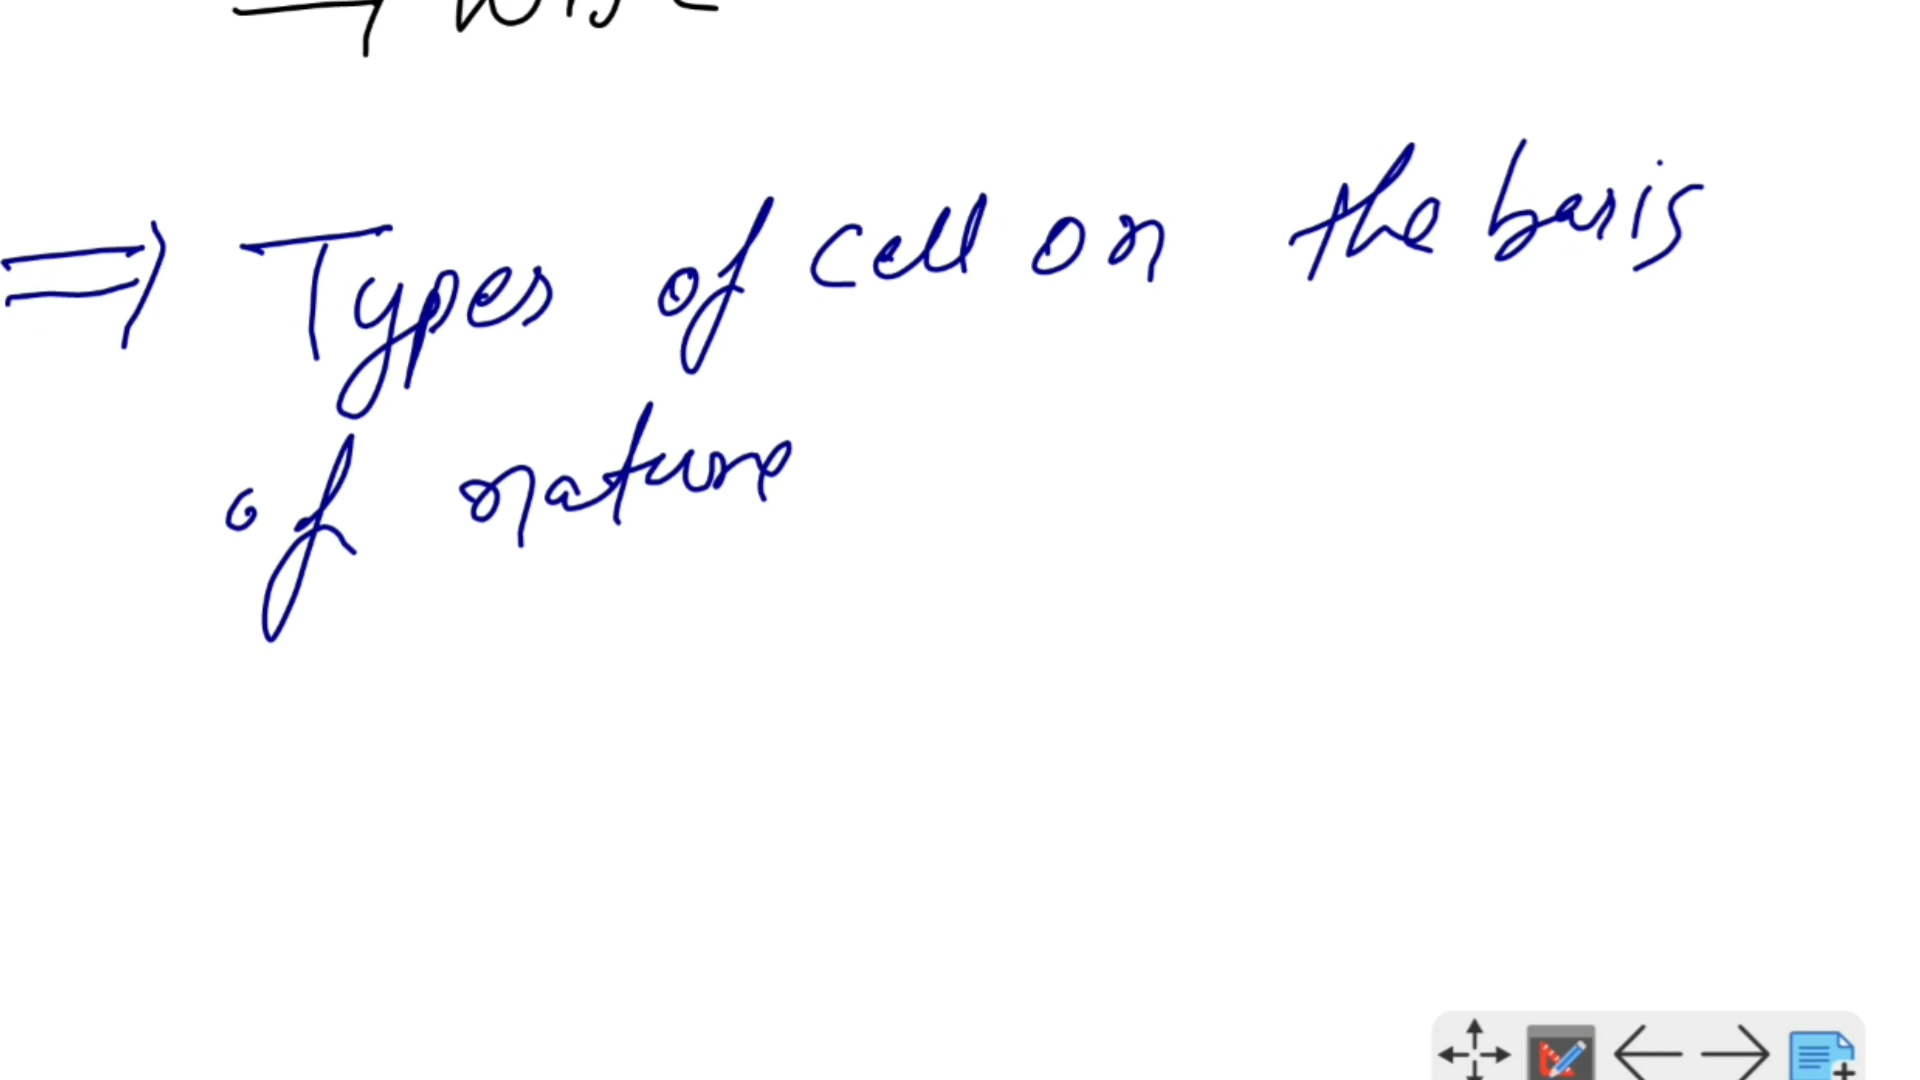 ⇒ Types of cell on the basis
of nature